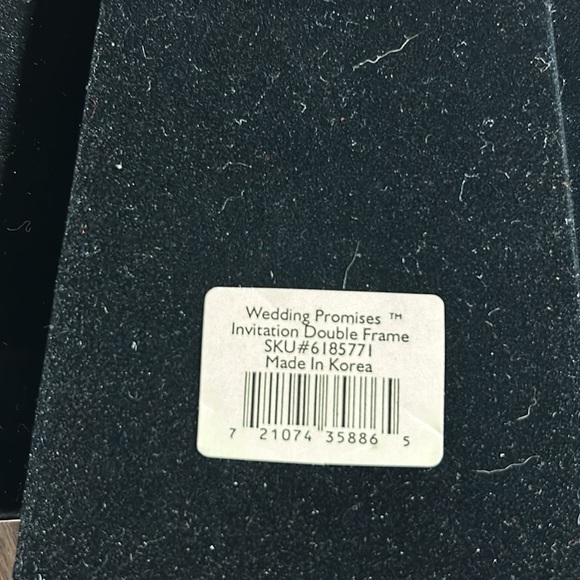 Wedding Promises ™
Invitation Double Frame
SKU#6185771
Made In Korea
7 21074 35886 5